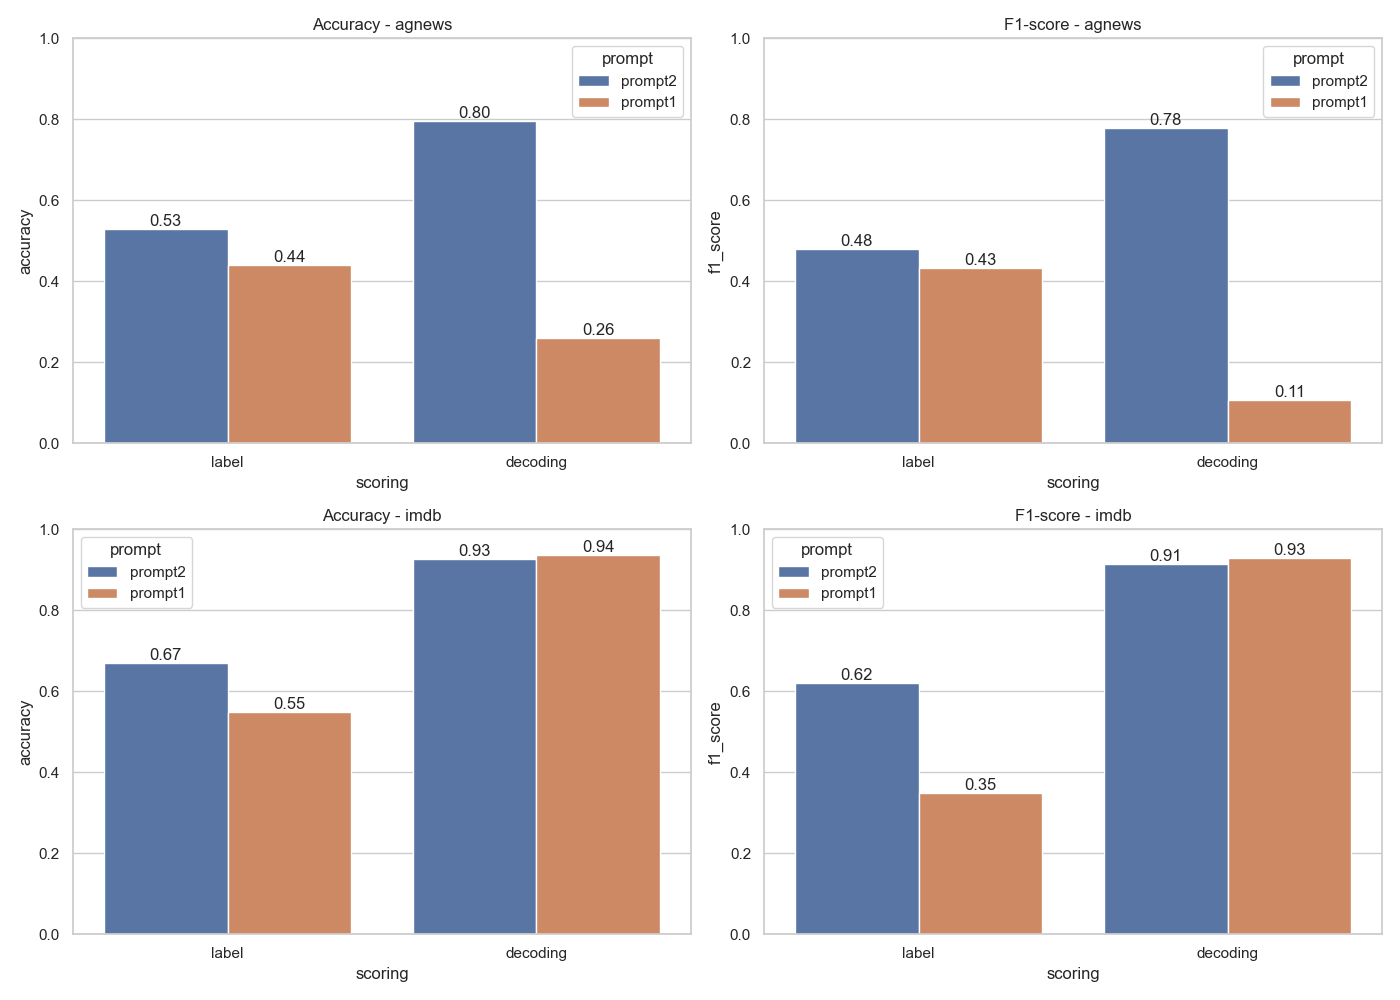 Accuracy - agnews
1.0
0.8
0.6
0.4
0.2
0.0
accuracy
prompt
prompt2
prompt1
0.53
0.44
0.80
0.26
label
decoding
scoring
F1-score - agnews
1.0
0.8
0.6
0.4
0.2
0.0
f1_score
prompt
prompt2
prompt1
0.48
0.43
0.78
0.11
label
decoding
scoring
Accuracy - imdb
1.0
0.8
0.6
0.4
0.2
0.0
accuracy
prompt
prompt2
prompt1
0.67
0.55
0.93
0.94
label
decoding
scoring
F1-score - imdb
1.0
0.8
0.6
0.4
0.2
0.0
f1_score
prompt
prompt2
prompt1
0.62
0.35
0.91
0.93
label
decoding
scoring